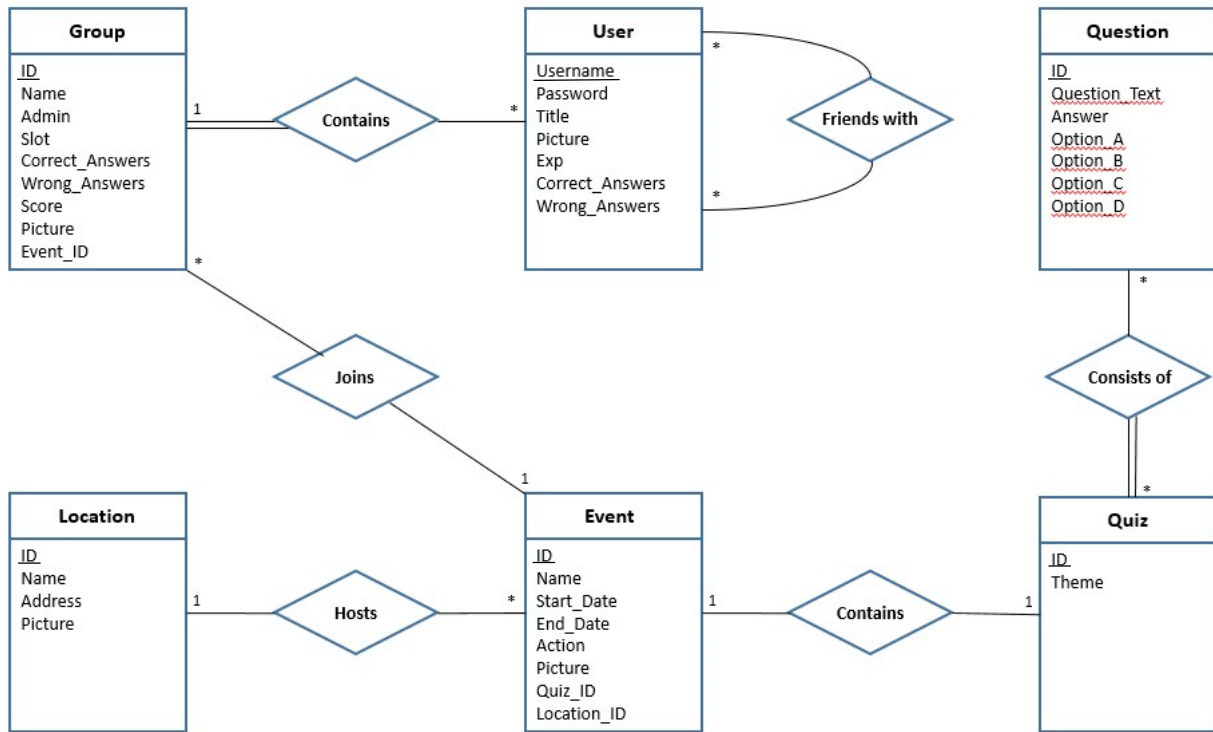 Group
ID
Name
Admin
Slot
Correct_Answers
Wrong_Answers
Score
Picture
Event_ID
1
Contains
*
User
Username
Password
Title
Picture
Exp
Correct_Answers
Wrong_Answers
*
Friends with
*
Question
ID
Question_Text
Answer
Option_A
Option_B
Option_C
Option_D
*
Joins
1
*
Consists of
*
Location
ID
Name
Address
Picture
1
Hosts
*
Event
ID
Name
Start_Date
End_Date
Action
Picture
Quiz_ID
Location_ID
1
Contains
1
Quiz
ID
Theme